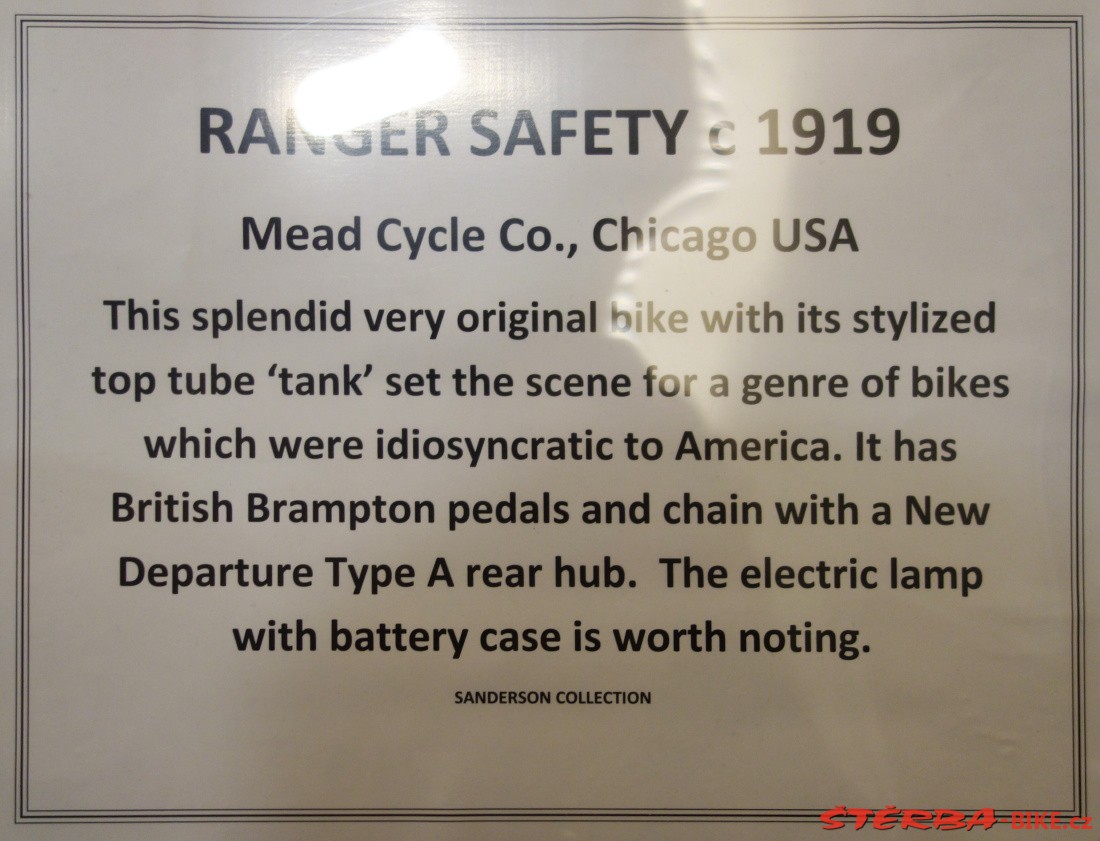 RANGER SAFETY c 1919
Mead Cycle Co., Chicago USA
This splendid very original bike with its stylized
top tube ‘tank’ set the scene for a genre of bikes
which were idiosyncratic to America. It has
British Brampton pedals and chain with a New
Departure Type A rear hub.  The electric lamp
with battery case is worth noting.
SANDERSON COLLECTION
ŠTĚRBA-BIKE.cz